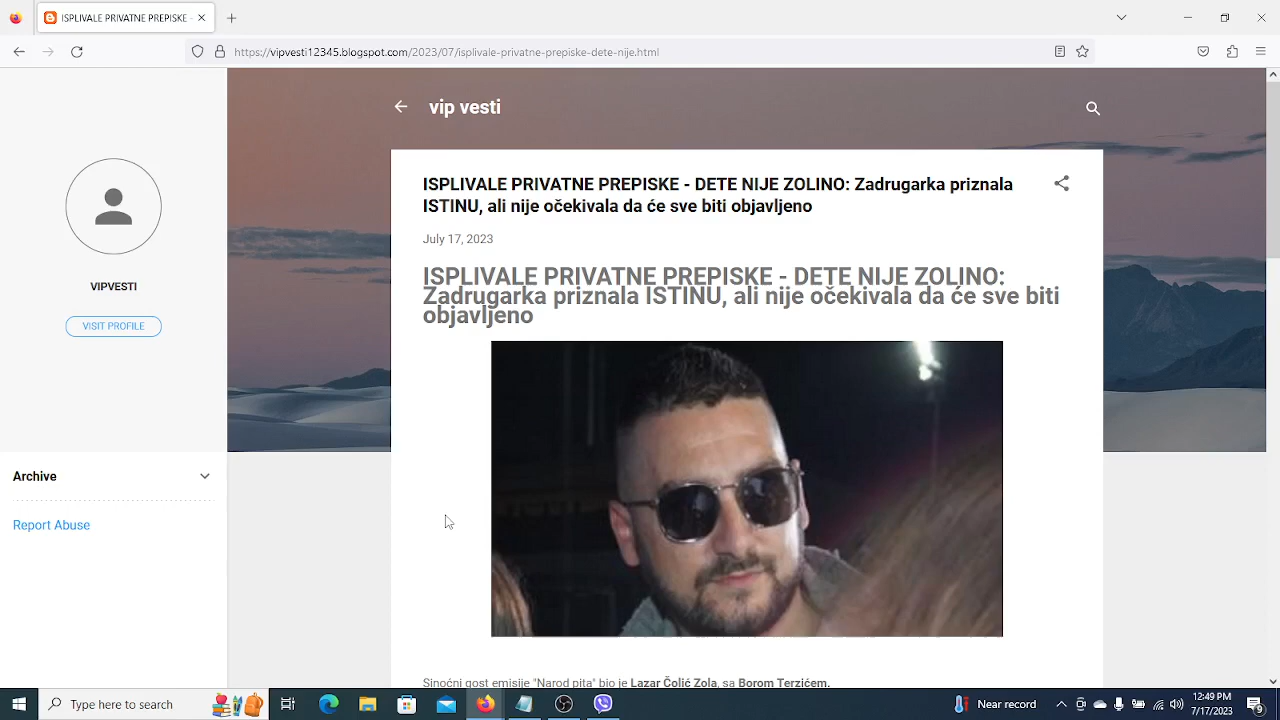 ISPLIVALE PRIVATNE PREPISKE -
https://vipvesti12345.blogspot.com/2023/07/isplivale-privatne-prepiske-dete-nije.html
vip vesti
ISPLIVALE PRIVATNE PREPISKE - DETE NIJE ZOLINO: Zadrugarka priznala
ISTINU, ali nije očekivala da će sve biti objavljeno
July 17, 2023
ISPLIVALE PRIVATNE PREPISKE - DETE NIJE ZOLINO:
Zadrugarka priznala ISTINU, ali nije očekivala da će sve biti
objavljeno
VIPVESTI
VISIT PROFILE
Archive
Report Abuse
Sinoćni gost emisije "Narod pita" bio je Lazar Čolić Zola, sa Borom Terzićem.
Type here to search
Near record
12:49 PM
7/17/2023